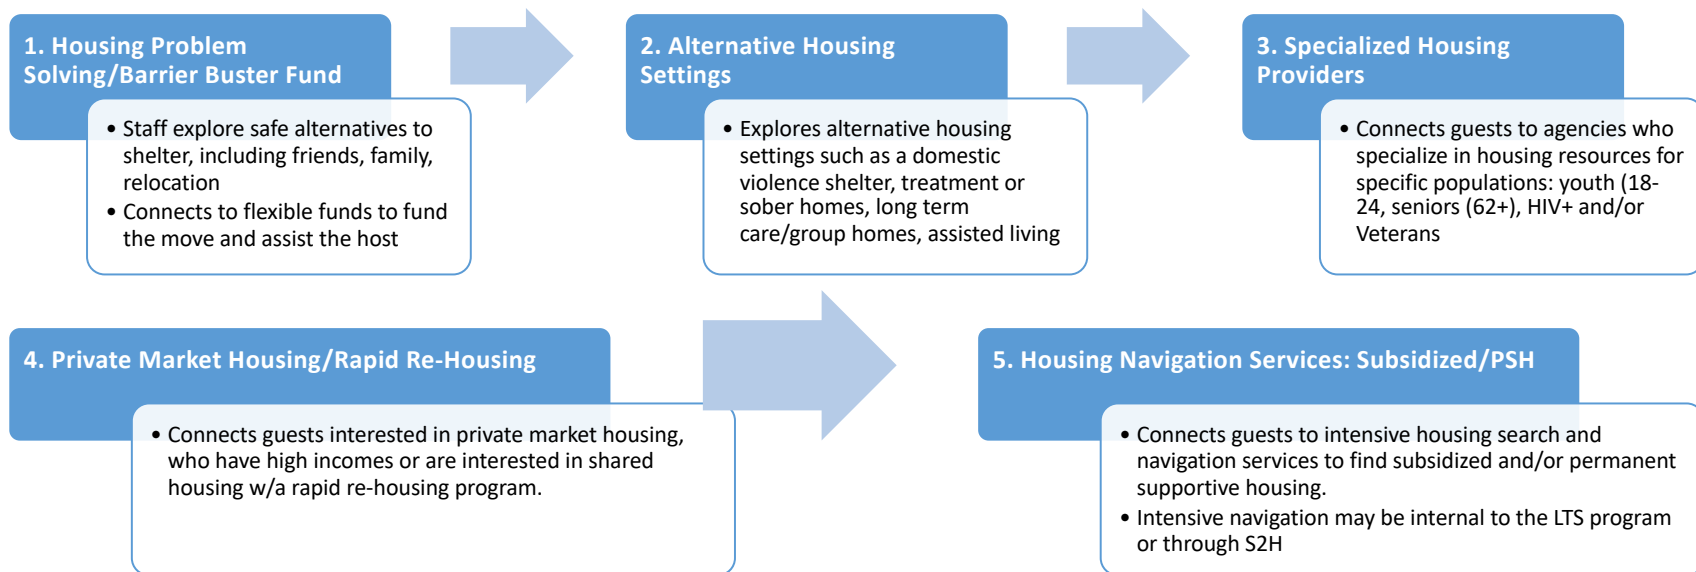 1. Housing Problem
Solving/Barrier Buster Fund
• Staff explore safe alternatives to
shelter, including friends, family,
relocation
• Connects to flexible funds to fund
the move and assist the host
2. Alternative Housing
Settings
• Explores alternative housing
settings such as a domestic
violence shelter, treatment or
sober homes, long term
care/group homes, assisted living
3. Specialized Housing
Providers
• Connects guests to agencies who
specialize in housing resources for
specific populations: youth (18-
24, seniors (62+), HIV+ and/or
Veterans
4. Private Market Housing/Rapid Re-Housing
• Connects guests interested in private market housing,
who have high incomes or are interested in shared
housing w/a rapid re-housing program.
5. Housing Navigation Services: Subsidized/PSH
• Connects guests to intensive housing search and
navigation services to find subsidized and/or permanent
supportive housing.
• Intensive navigation may be internal to the LTS program
or through S2H